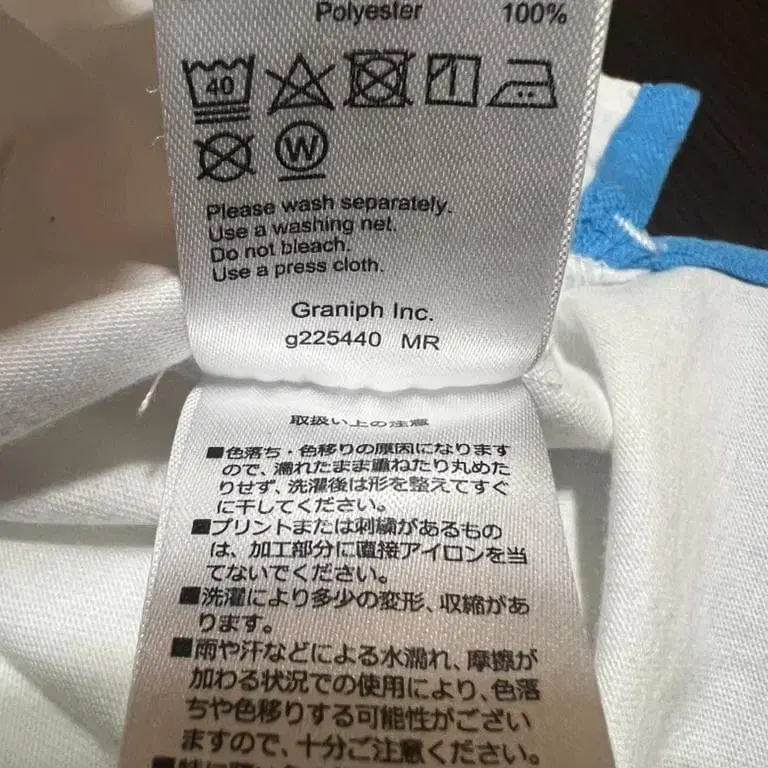 Polyester 100%
40
W
Please wash separately.
Use a washing net.
Do not bleach.
Use a press cloth.
Graniph Inc.
g225440 MR
取扱い上の注意
■色落ち・色移りの原因になります
ので、濡れたまま重ねたり丸めた
りせず、洗濯後は形を整えてすぐ
に干してください。
■プリントまたは刺繍があるもの
は、加工部分に直接アイロンを当
てないでください。
■洗濯により多少の変形、収縮があ
ります。
■雨や汗などによる水濡れ、摩擦が
加わる状況での使用により、色落
ちや色移りする可能性がござい
ますので、十分ご注意ください。